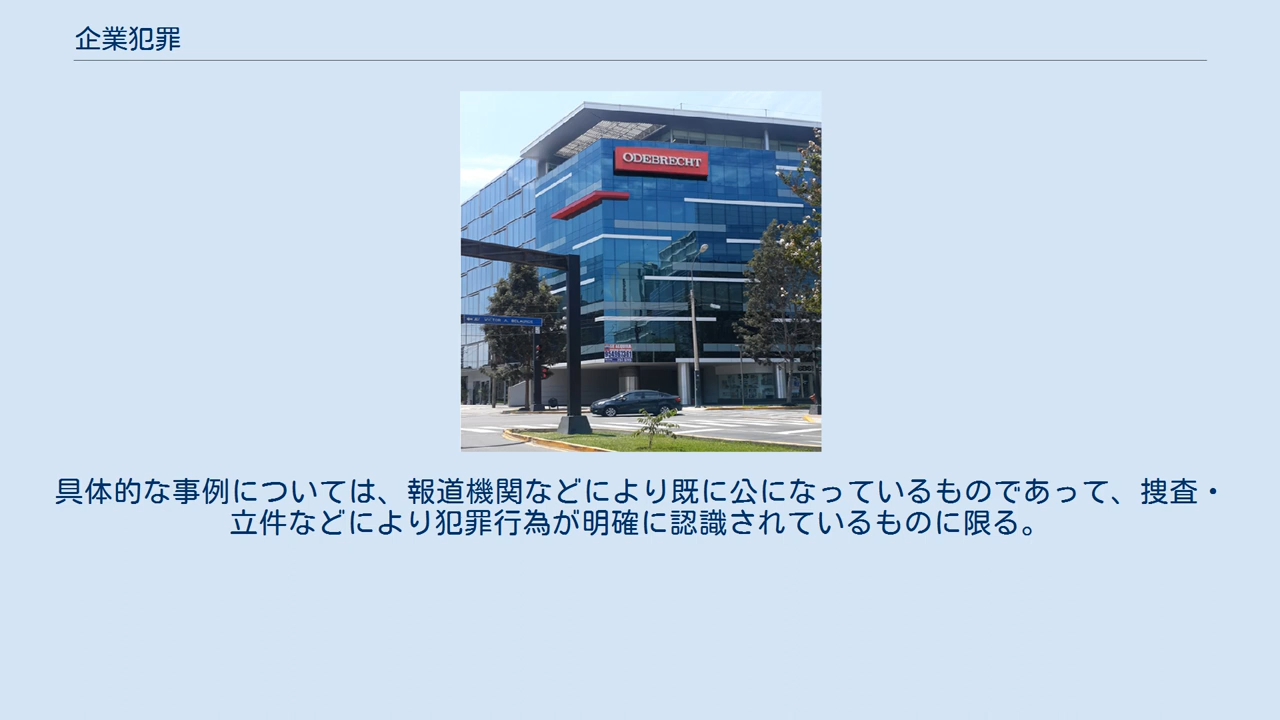 企業犯罪
ODEBRECHT
具体的な事例については、報道機関などにより既に公になっているものであって、捜査・
立件などにより犯罪行為が明確に認識されているものに限る。